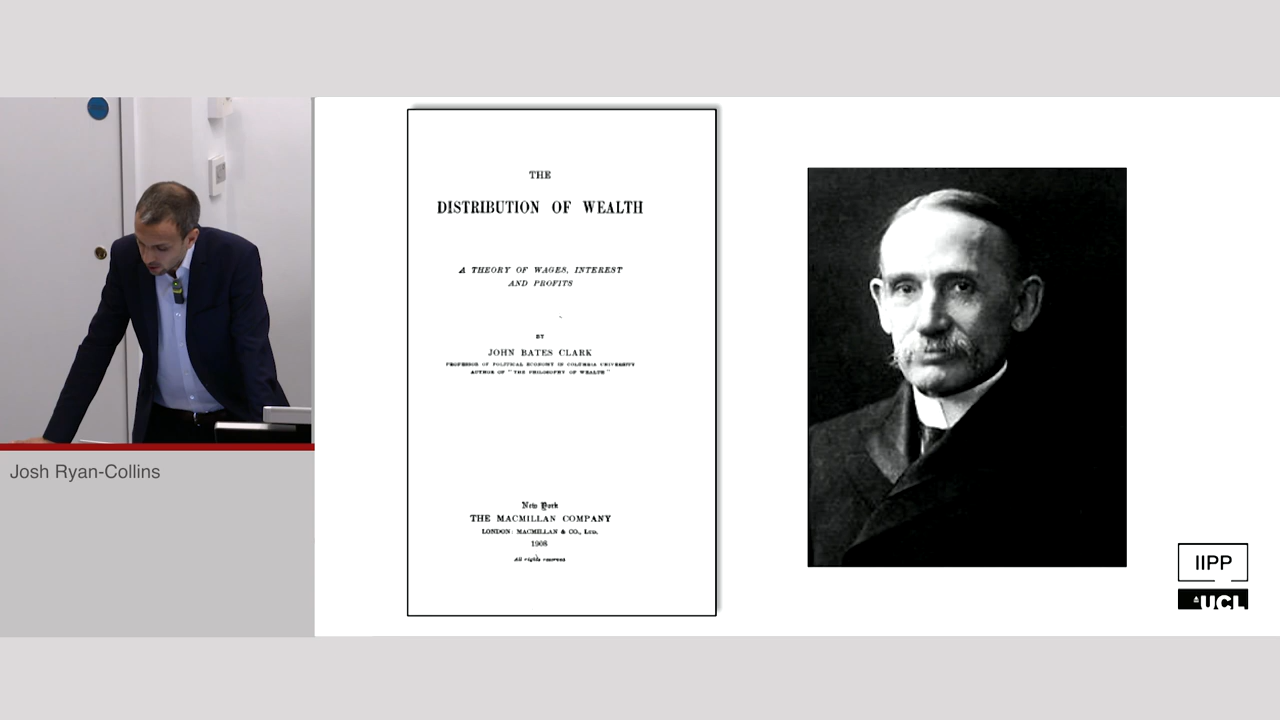 THE
DISTRIBUTION OF WEALTH
A THEORY OF WAGES, INTEREST
AND PROFITS
BY
JOHN BATES CLARK
PROFESSOR OF POLITICAL ECONOMY IN COLUMBIA UNIVERSITY
AUTHOR OF "THE PHILOSOPHY OF WEALTH"
New York
THE MACMILLAN COMPANY
LONDON: MACMILLAN & CO., LTD.
1908
All rights reserved
Josh Ryan-Collins
IIPP
UCL